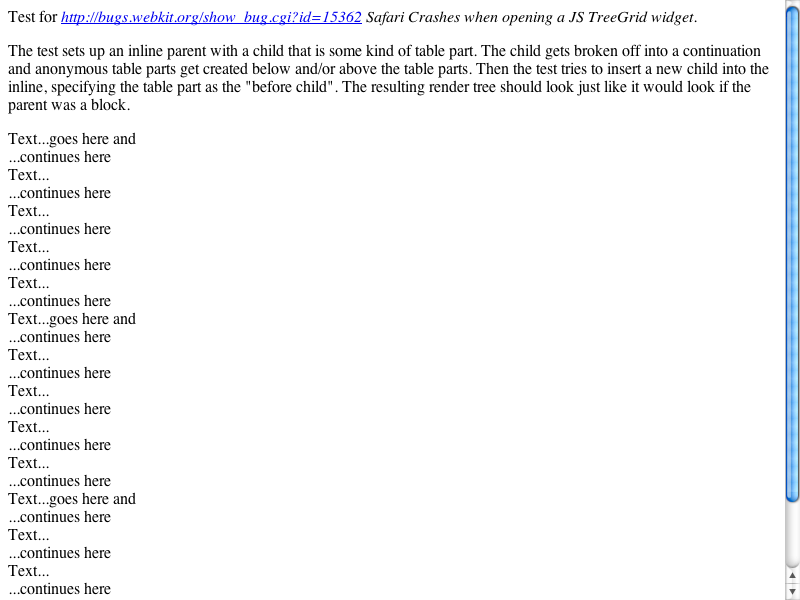 Test for http://bugs.webkit.org/show_bug.cgi?id=15362 Safari Crashes when opening a JS TreeGrid widget.
The test sets up an inline parent with a child that is some kind of table part. The child gets broken off into a continuation
and anonymous table parts get created below and/or above the table parts. Then the test tries to insert a new child into the
inline, specifying the table part as the "before child". The resulting render tree should look just like it would look if the
parent was a block.
Text...goes here and
...continues here
Text...
...continues here
Text...
...continues here
Text...
...continues here
Text...
...continues here
Text...goes here and
...continues here
Text...
...continues here
Text...
...continues here
Text...
...continues here
Text...
...continues here
Text...goes here and
...continues here
Text...
...continues here
Text...
...continues here